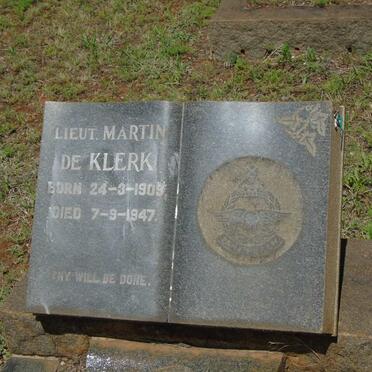 LIEUT. MARTIN
DE KLERK
BORN 24-3-1909
DIED 7-9-1947.
THY WILL BE DONE.